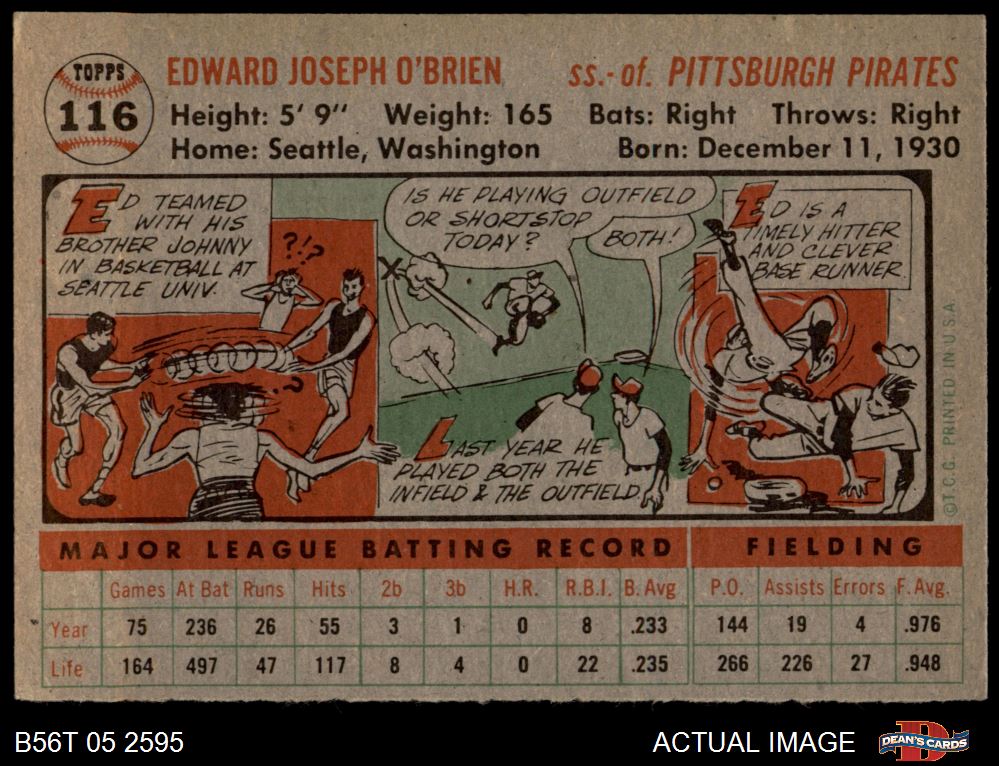 TOPPS
116
EDWARD JOSEPH O'BRIEN ss.-of. PITTSBURGH PIRATES
Height: 5' 9" Weight: 165 Bats: Right Throws: Right
Home: Seattle, Washington Born: December 11, 1930
ED TEAMED
WITH HIS
BROTHER JOHNNY
IN BASKETBALL AT
SEATTLE UNIV.
?!?
?
IS HE PLAYING OUTFIELD
OR SHORTSTOP
TODAY?
BOTH!
LAST YEAR HE
PLAYED BOTH THE
INFIELD & THE OUTFIELD.
ED IS A
TIMELY HITTER
AND CLEVER
BASE RUNNER.
©T.C.G. PRINTED IN U.S.A.
MAJOR LEAGUE BATTING RECORD FIELDING
Games At Bat Runs Hits 2b 3b H.R. R.B.I. B. Avg P.O. Assists Errors F. Avg.
Year 75 236 26 55 3 1 0 8 .233 144 19 4 .976
Life 164 497 47 117 8 4 0 22 .235 266 226 27 .948
B56T 05 2595 ACTUAL IMAGE
D
DEAN'S CARDS